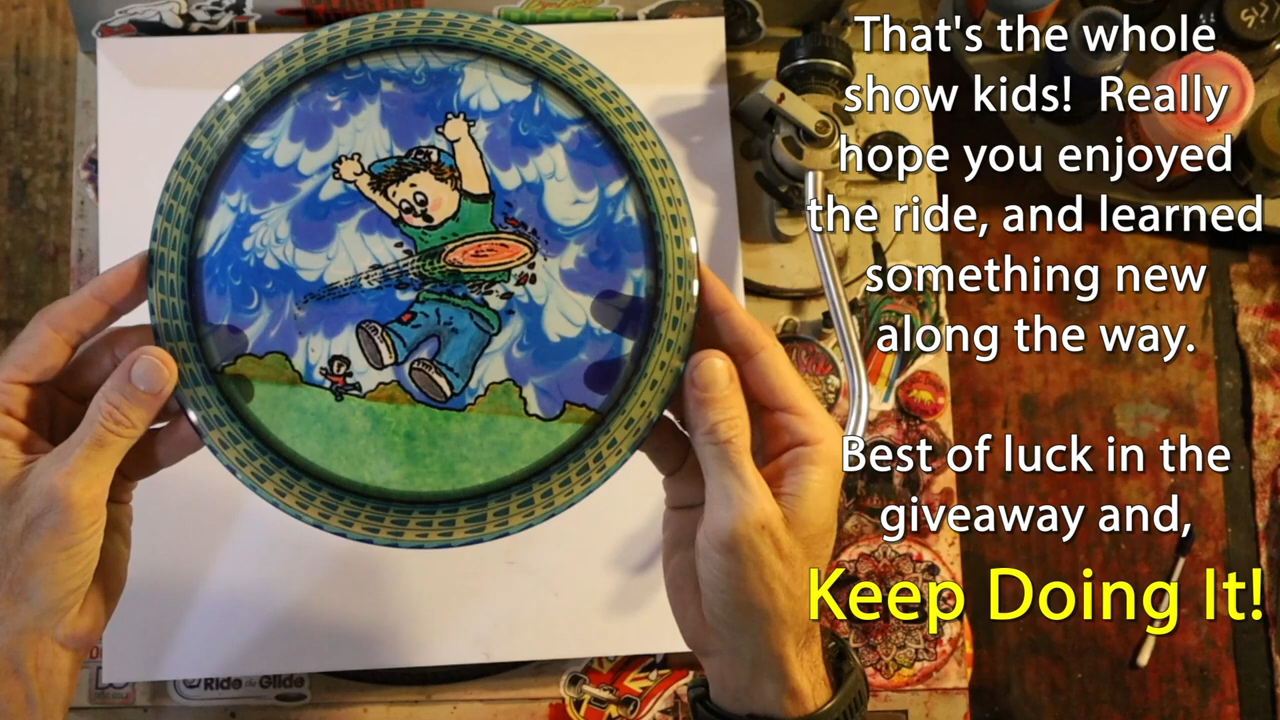 That's the whole
show kids!  Really
hope you enjoyed
the ride, and learned
something new
along the way.
Best of luck in the
giveaway and,
Keep Doing It!
Ride the Glide